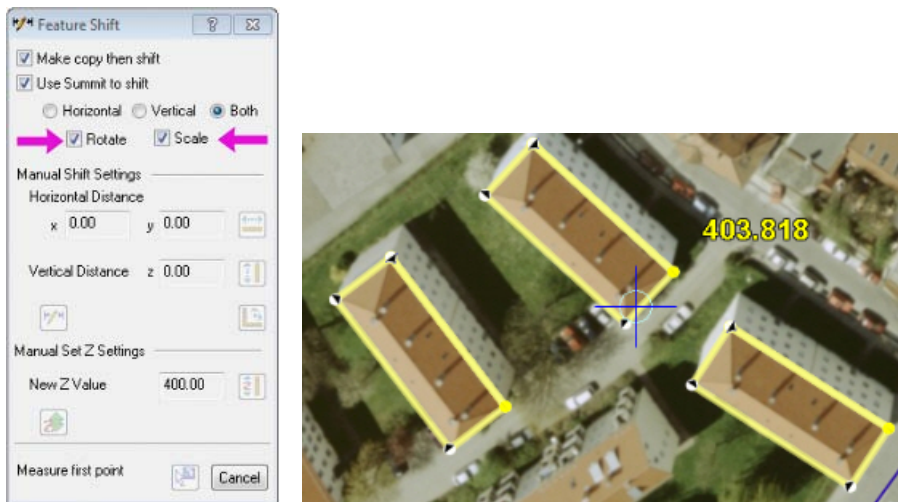 Feature Shift
Make copy then shift
Use Summit to shift
Horizontal Vertical Both
Rotate Scale
Manual Shift Settings
Horizontal Distance
x 0.00 y 0.00
Vertical Distance z 0.00
Manual Set Z Settings
New Z Value 400.00
Measure first point Cancel
403.818